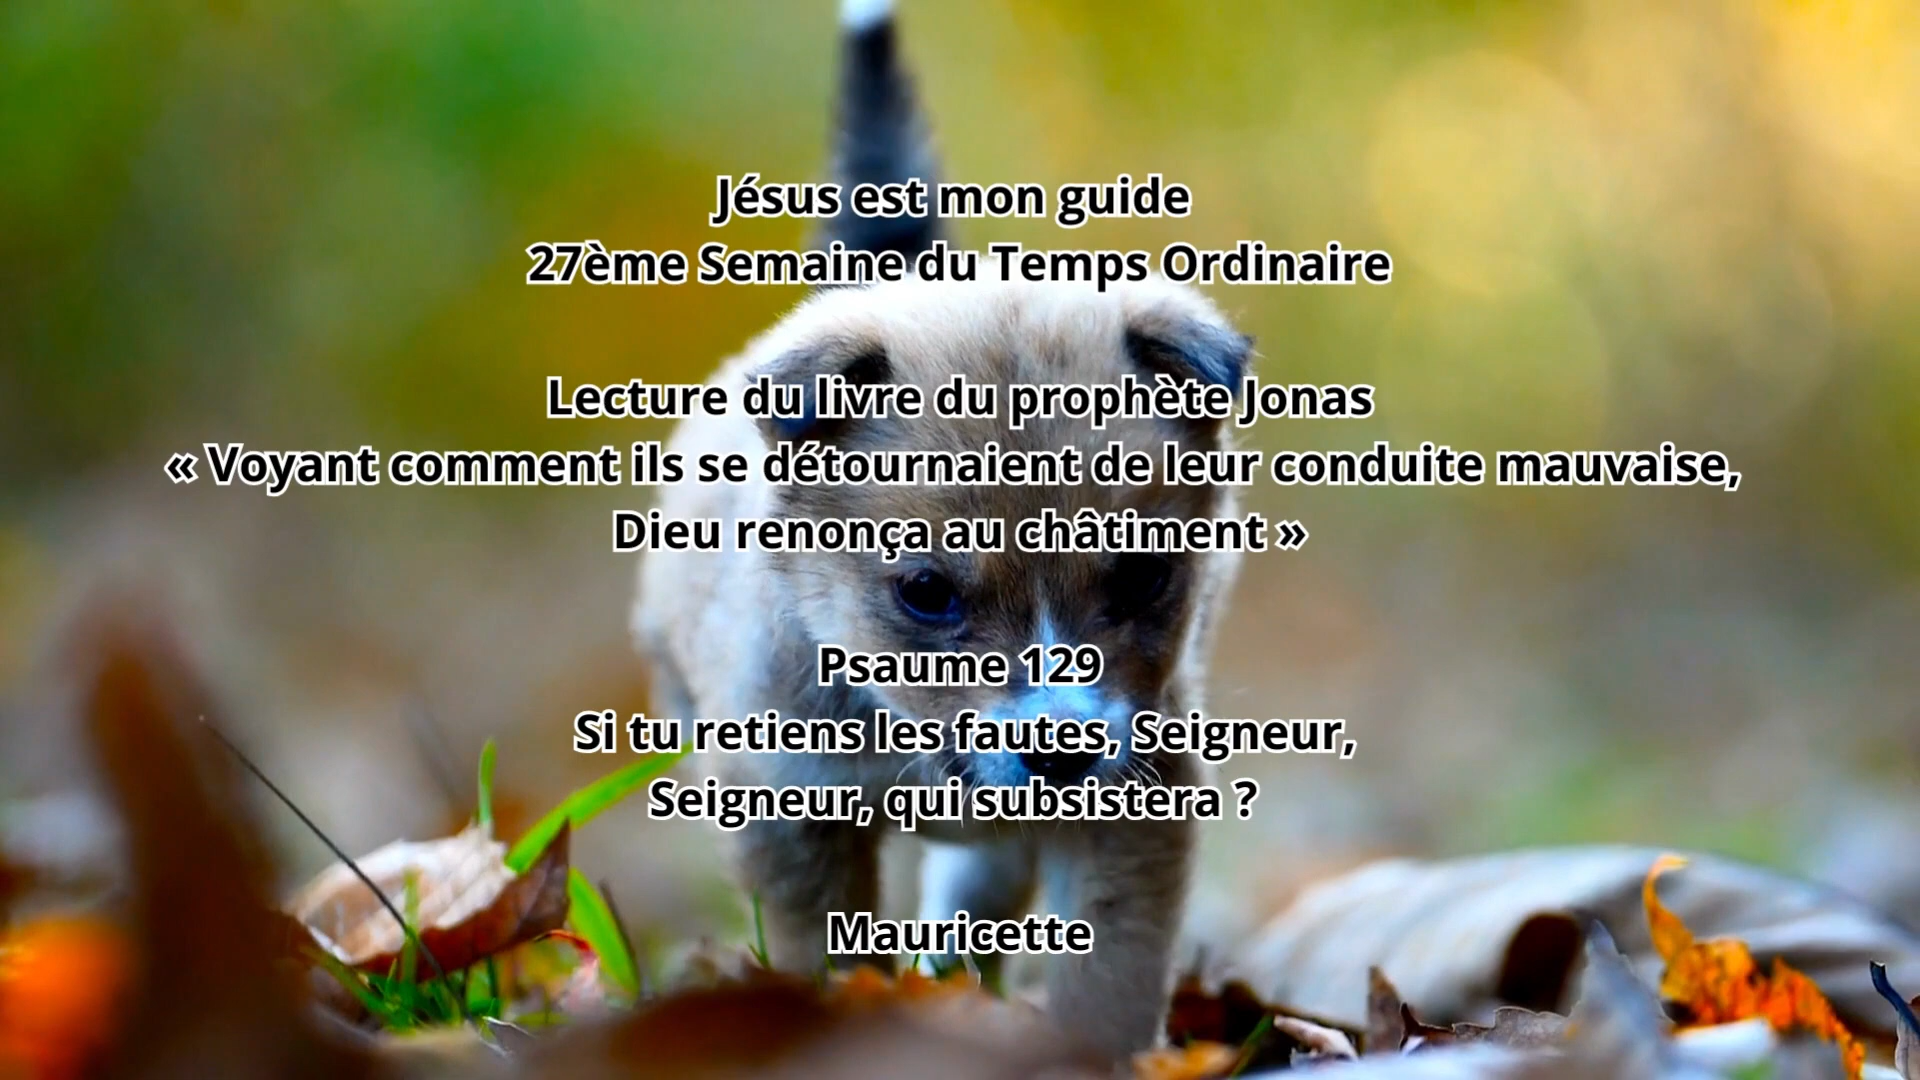 Jésus est mon guide
27ème Semaine du Temps Ordinaire
Lecture du livre du prophète Jonas
« Voyant comment ils se détournaient de leur conduite mauvaise,
Dieu renonça au châtiment »
Psaume 129
Si tu retiens les fautes, Seigneur,
Seigneur, qui subsistera ?
Mauricette